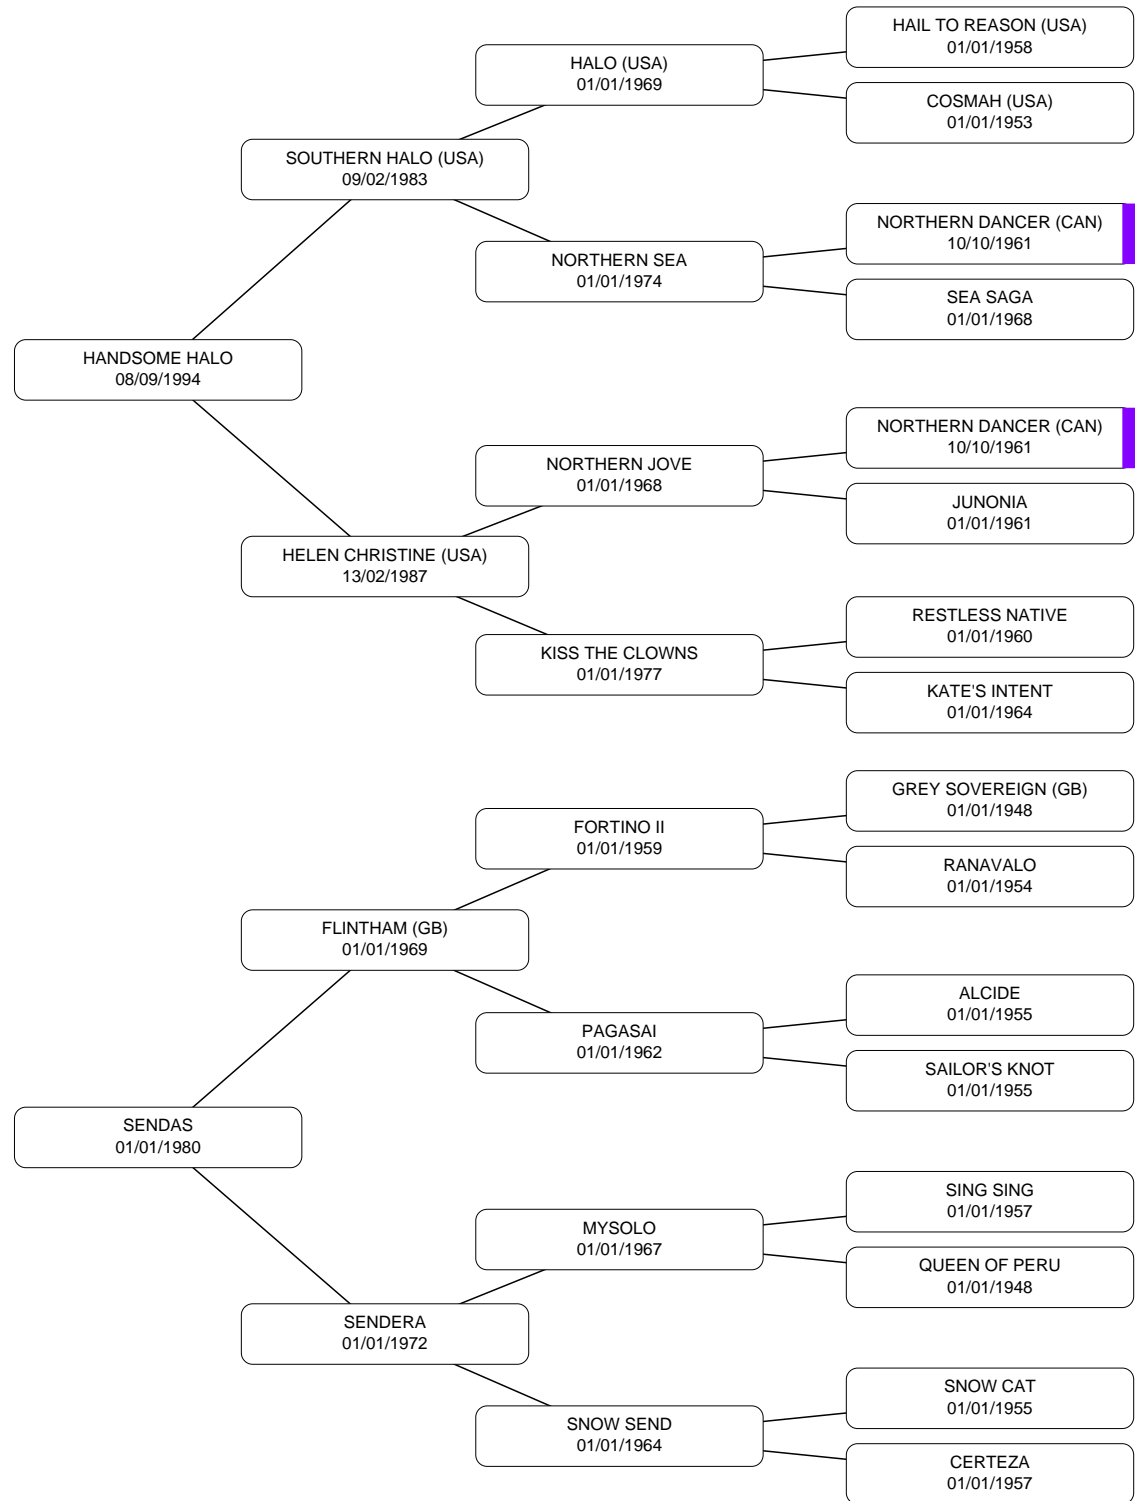 HAIL TO REASON (USA)
01/01/1958
HALO (USA)
01/01/1969
COSMAH (USA)
01/01/1953
SOUTHERN HALO (USA)
09/02/1983
NORTHERN DANCER (CAN)
10/10/1961
NORTHERN SEA
01/01/1974
SEA SAGA
01/01/1968
HANDSOME HALO
08/09/1994
NORTHERN DANCER (CAN)
10/10/1961
NORTHERN JOVE
01/01/1968
JUNONIA
01/01/1961
HELEN CHRISTINE (USA)
13/02/1987
RESTLESS NATIVE
01/01/1960
KISS THE CLOWNS
01/01/1977
KATE'S INTENT
01/01/1964
GREY SOVEREIGN (GB)
01/01/1948
FORTINO II
01/01/1959
RANAVALO
01/01/1954
FLINTHAM (GB)
01/01/1969
ALCIDE
01/01/1955
PAGASAI
01/01/1962
SAILOR'S KNOT
01/01/1955
SENDAS
01/01/1980
SING SING
01/01/1957
MYSOLO
01/01/1967
QUEEN OF PERU
01/01/1948
SENDERA
01/01/1972
SNOW CAT
01/01/1955
SNOW SEND
01/01/1964
CERTEZA
01/01/1957